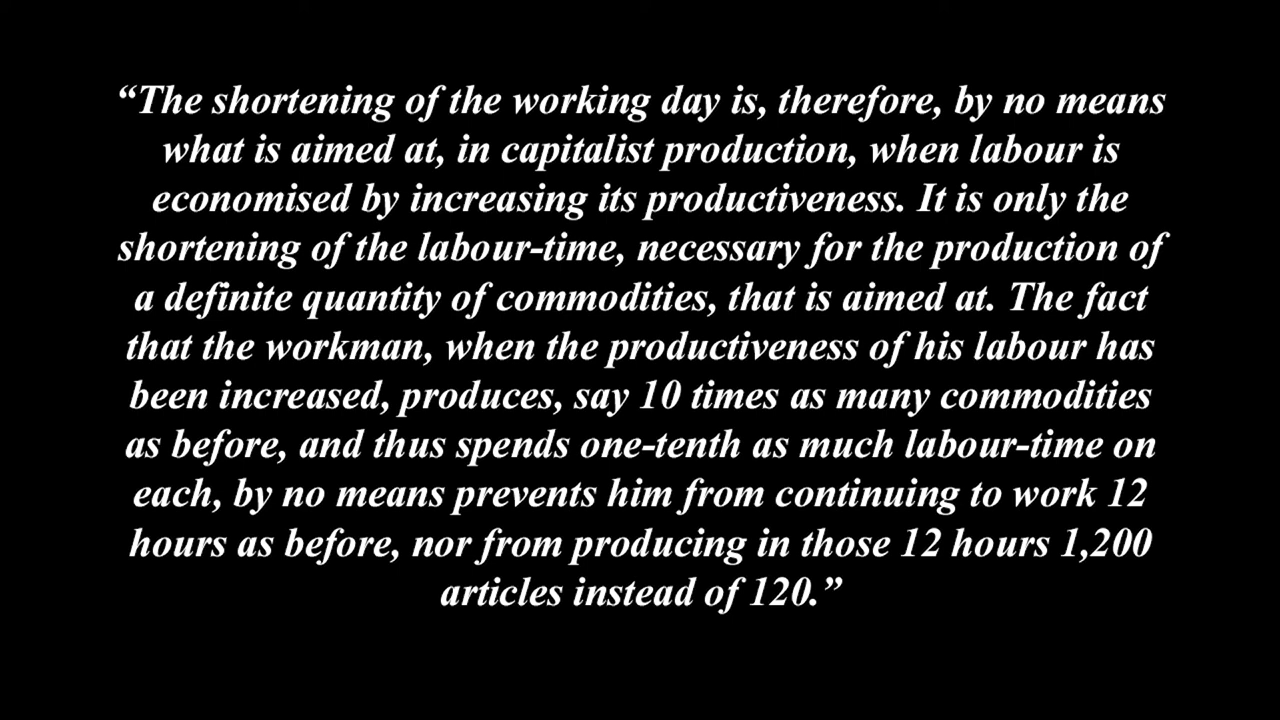 “The shortening of the working day is, therefore, by no means
what is aimed at, in capitalist production, when labour is
economised by increasing its productiveness. It is only the
shortening of the labour-time, necessary for the production of
a definite quantity of commodities, that is aimed at. The fact
that the workman, when the productiveness of his labour has
been increased, produces, say 10 times as many commodities
as before, and thus spends one-tenth as much labour-time on
each, by no means prevents him from continuing to work 12
hours as before, nor from producing in those 12 hours 1,200
articles instead of 120.”